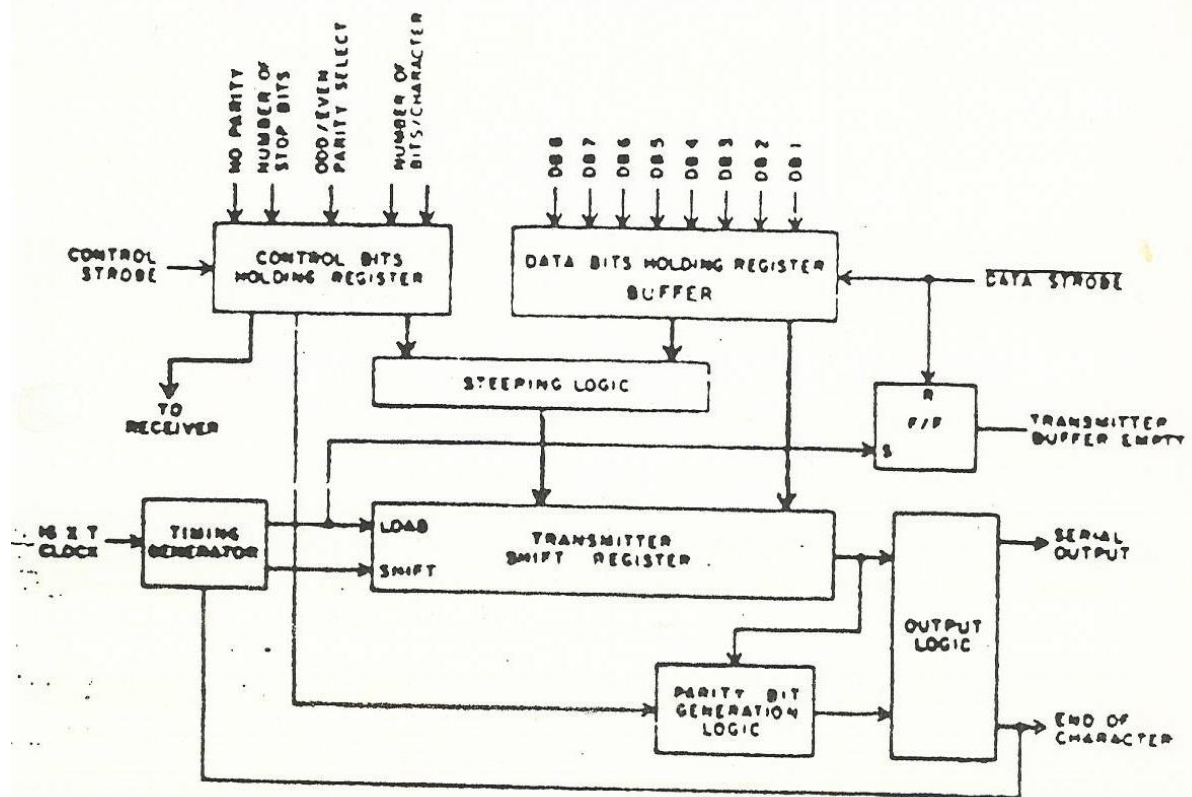 NO PARITY
NUMBER OF
STOP BITS
ODD/EVEN
PARITY SELECT
NUMBER OF
BITS/CHARACTER
DB8
DB7
DB6
DB5
DB4
DB3
DB2
DB1
CONTROL
STROBE
CONTROL BITS
HOLDING REGISTER
DATA BITS HOLDING REGISTER
BUFFER
DATA STROBE
STEEPING LOGIC
TO
RECEIVER
R
F/F
S
TRANSMITTER
BUFFER EMPTY
16 X T
CLOCK
TIMING
GENERATOR
LOAD
SHIFT
TRANSMITTER
SHIFT REGISTER
OUTPUT
LOGIC
SERIAL
OUTPUT
PARITY BIT
GENERATION
LOGIC
END OF
CHARACTER